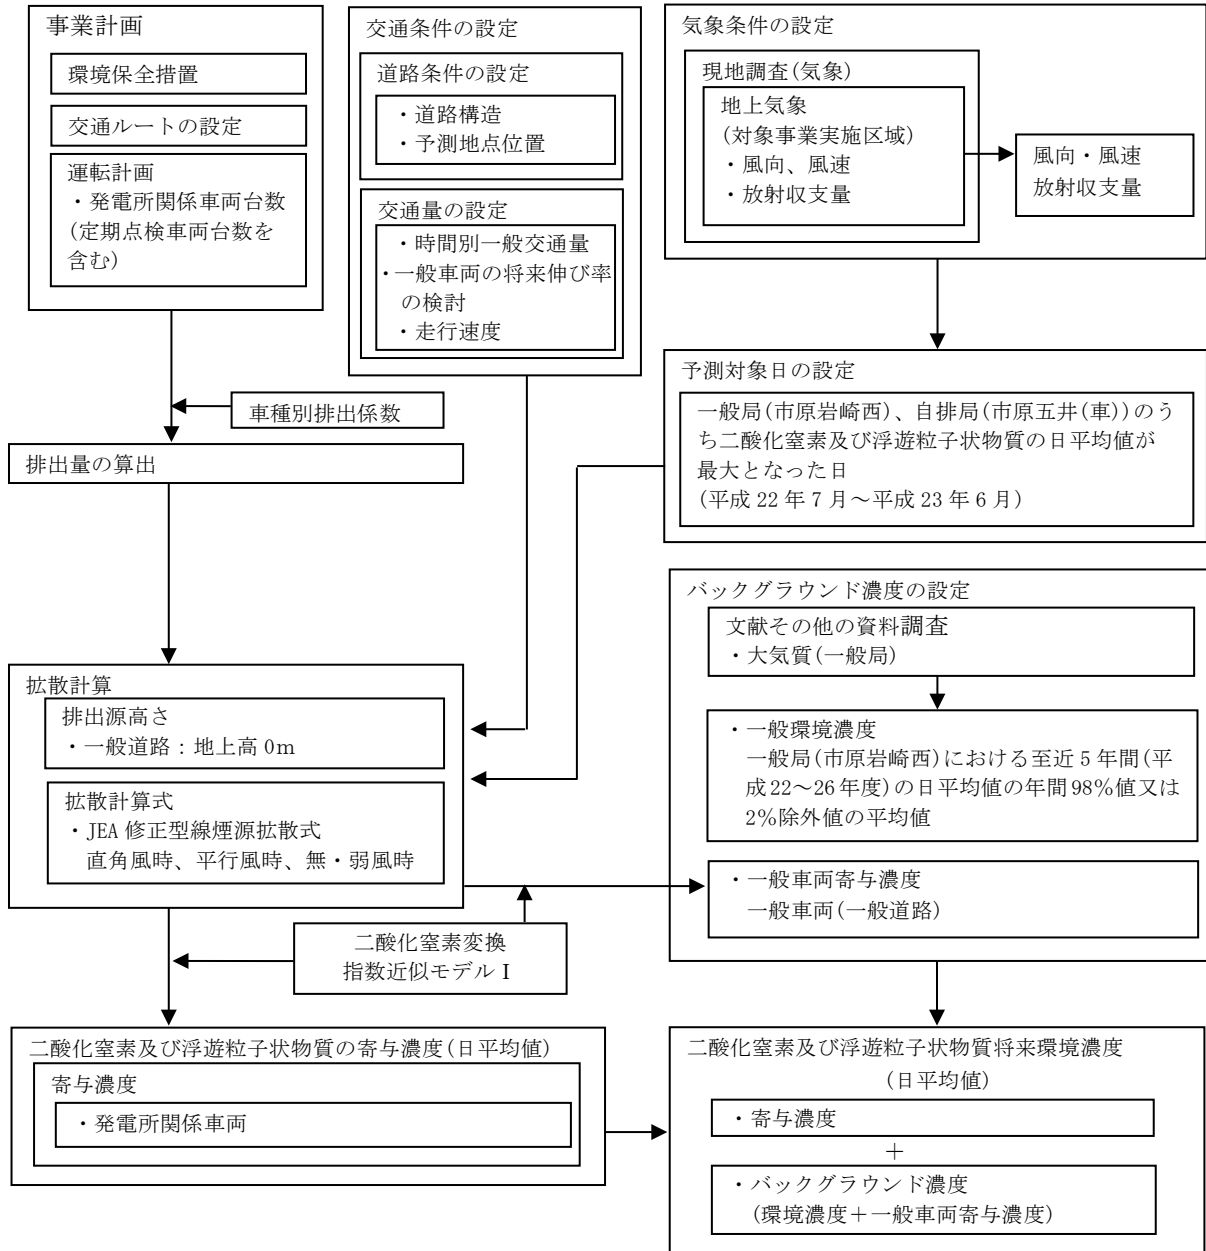 事業計画
環境保全措置
交通ルートの設定
運転計画
・発電所関係車両台数
(定期点検車両台数を
含む)
交通条件の設定
道路条件の設定
・道路構造
・予測地点位置
交通量の設定
・時間別一般交通量
・一般車両の将来伸び率
の検討
・走行速度
気象条件の設定
現地調査(気象)
地上気象
(対象事業実施区域)
・風向、風速
・放射収支量
風向・風速
放射収支量
車種別排出係数
排出量の算出
予測対象日の設定
一般局(市原岩崎西)、自排局(市原五井(車))のう
ち二酸化窒素及び浮遊粒子状物質の日平均値が
最大となった日
(平成 22 年 7 月～平成 23 年 6 月)
バックグラウンド濃度の設定
文献その他の資料調査
・大気質(一般局)
・一般環境濃度
一般局(市原岩崎西)における至近 5 年間(平
成 22～26 年度)の日平均値の年間 98%値又は
2%除外値の平均値
・一般車両寄与濃度
一般車両(一般道路)
拡散計算
排出源高さ
・一般道路：地上高 0m
拡散計算式
・JEA 修正型線煙源拡散式
直角風時、平行風時、無・弱風時
二酸化窒素変換
指数近似モデルⅠ
二酸化窒素及び浮遊粒子状物質の寄与濃度(日平均値)
寄与濃度
・発電所関係車両
二酸化窒素及び浮遊粒子状物質将来環境濃度
(日平均値)
・寄与濃度
＋
・バックグラウンド濃度
(環境濃度＋一般車両寄与濃度)